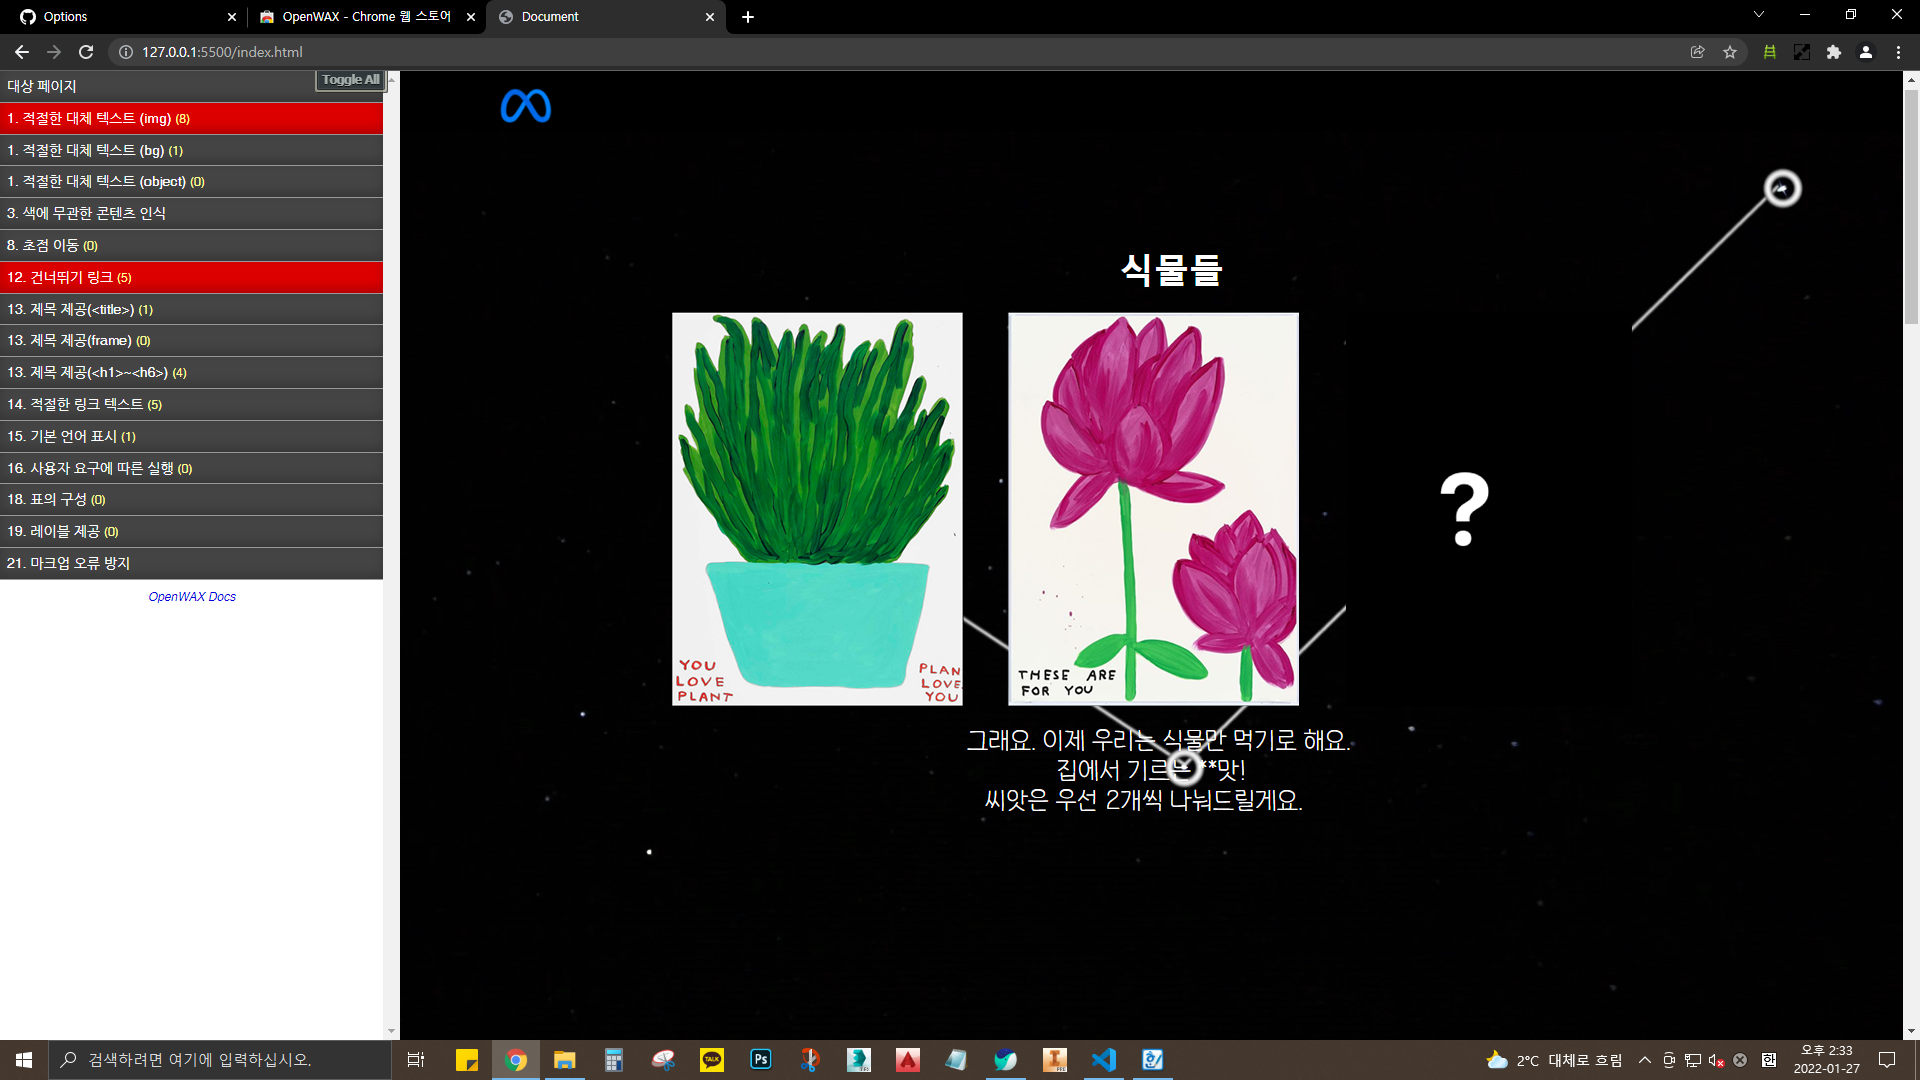 Options
OpenWAX - Chrome 웹 스토어
Document
127.0.0.1:5500/index.html
대상 페이지
Toggle All
1. 적절한 대체 텍스트 (img) (8)
1. 적절한 대체 텍스트 (bg) (1)
1. 적절한 대체 텍스트 (object) (0)
3. 색에 무관한 콘텐츠 인식
8. 초점 이동 (0)
12. 건너뛰기 링크 (5)
13. 제목 제공(<title>) (1)
13. 제목 제공(frame) (0)
13. 제목 제공(<h1>~<h6>) (4)
14. 적절한 링크 텍스트 (5)
15. 기본 언어 표시 (1)
16. 사용자 요구에 따른 실행 (0)
18. 표의 구성 (0)
19. 레이블 제공 (0)
21. 마크업 오류 방지
OpenWAX Docs
식물들
YOU
LOVE
PLANT
PLAN
LOVE
YOU
THESE ARE
FOR YOU
?
그래요. 이제 우리는 식물만 먹기로 해요.
집에서 기르는 **맛!
씨앗은 우선 2개씩 나눠드릴게요.
검색하려면 여기에 입력하십시오.
TALK
Ps
2°C 대체로 흐림
한
오후 2:33
2022-01-27